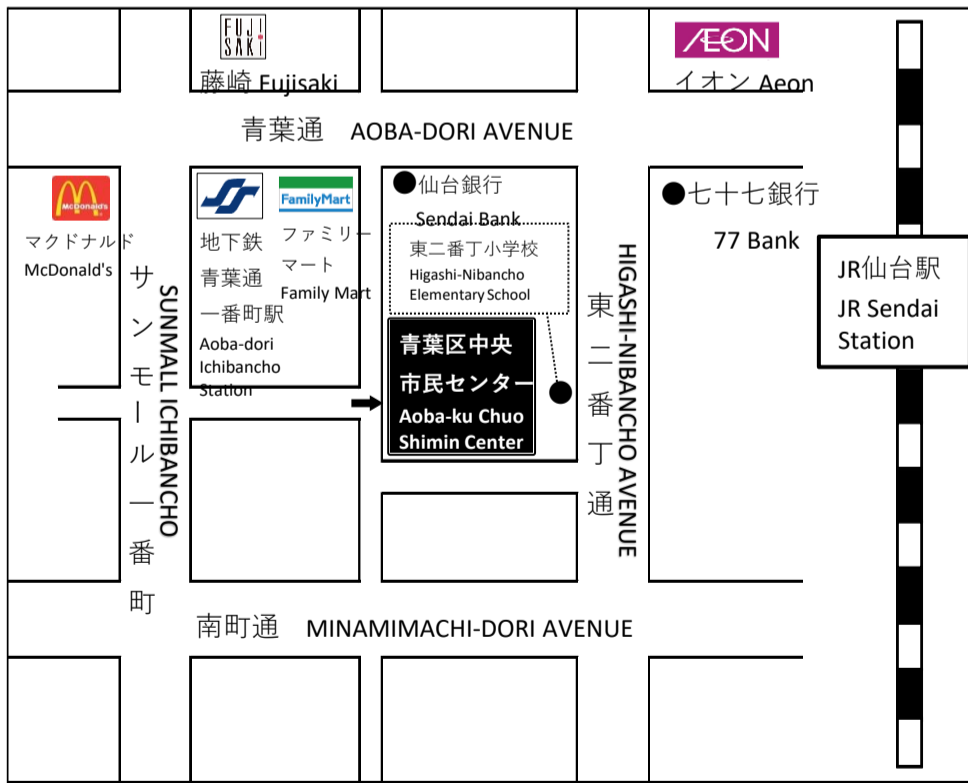 FUJI
SAKI
藤崎 Fujisaki
ÆON
イオン Aeon
青葉通 AOBA-DORI AVENUE
McDonald's
マクドナルド
McDonald's
サンモール一番町
SUNMALL ICHIBANCHO
地下鉄
青葉通
一番町駅
Aoba-dori
Ichibancho
Station
FamilyMart
ファミリー
マート
Family Mart
仙台銀行
Sendai Bank
東二番丁小学校
Higashi-Nibancho
Elementary School
青葉区中央
市民センター
Aoba-ku Chuo
Shimin Center
東二番丁通
HIGASHI-NIBANCHO AVENUE
七十七銀行
77 Bank
JR仙台駅
JR Sendai
Station
南町通 MINAMIMACHI-DORI AVENUE